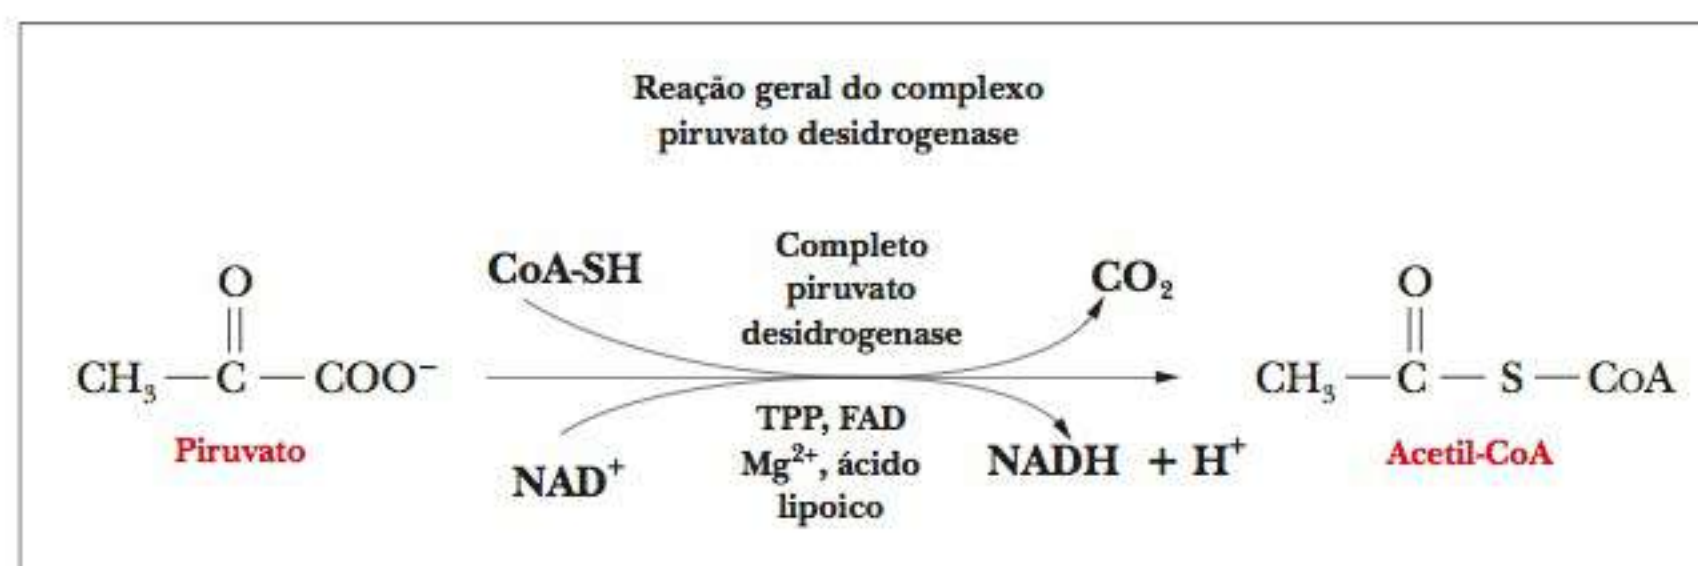 Reação geral do complexo
piruvato desidrogenase
CoA-SH
Completo
piruvato
desidrogenase
CO₂
O
||
CH₃—C—COO⁻
Piruvato
NAD⁺
TPP, FAD
Mg²⁺, ácido
lipoico
NADH + H⁺
O
||
CH₃—C—S—CoA
Acetil-CoA